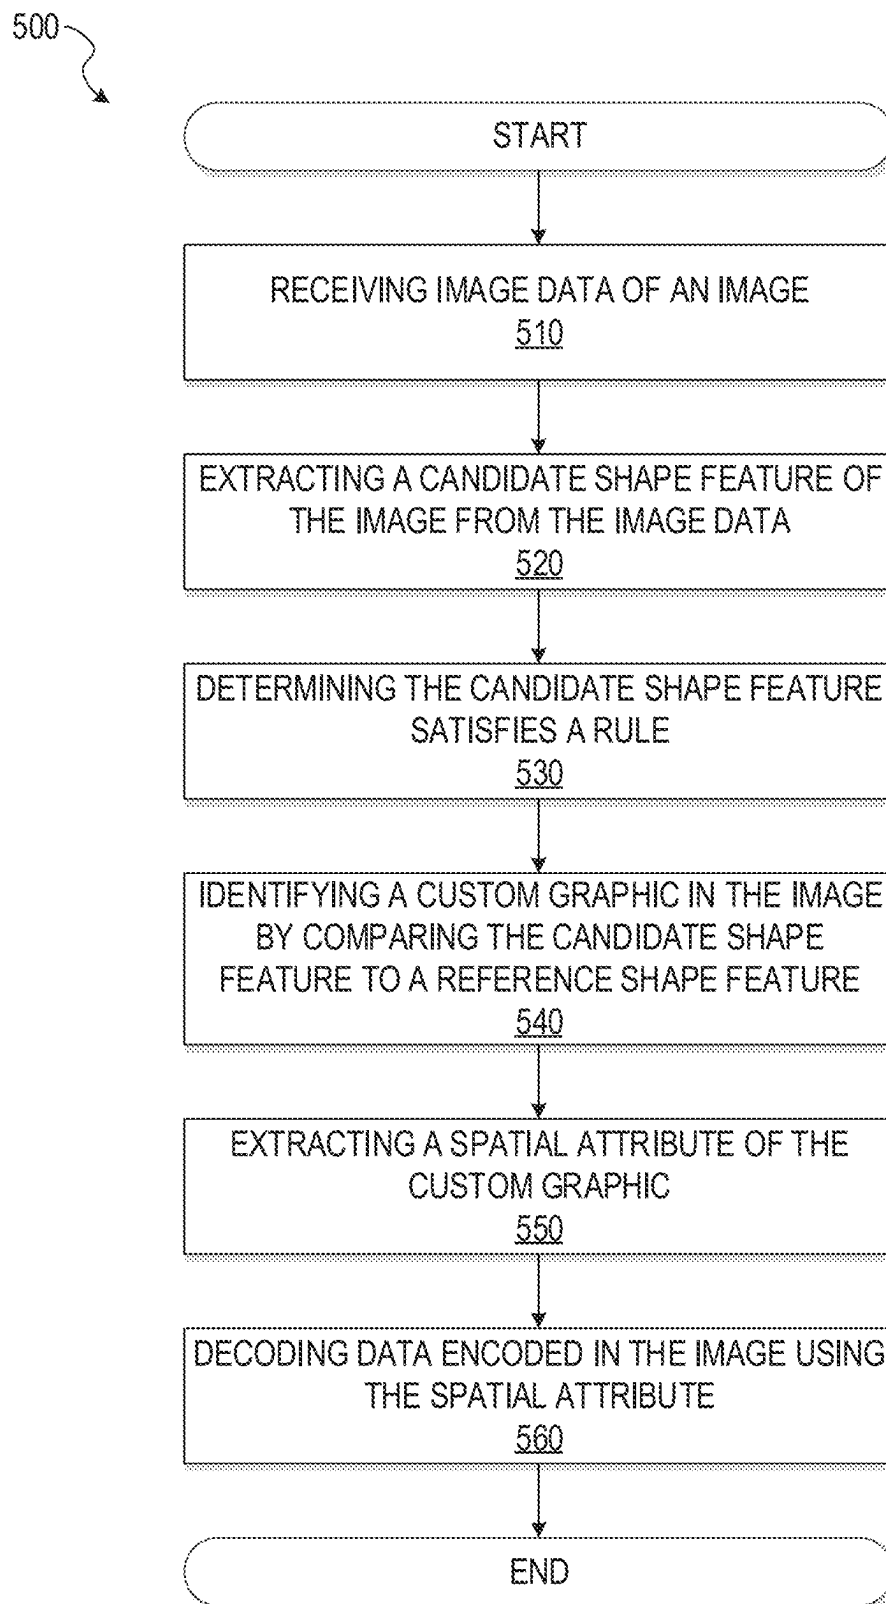 500
START
RECEIVING IMAGE DATA OF AN IMAGE
510
EXTRACTING A CANDIDATE SHAPE FEATURE OF
THE IMAGE FROM THE IMAGE DATA
520
DETERMINING THE CANDIDATE SHAPE FEATURE
SATISFIES A RULE
530
IDENTIFYING A CUSTOM GRAPHIC IN THE IMAGE
BY COMPARING THE CANDIDATE SHAPE
FEATURE TO A REFERENCE SHAPE FEATURE
540
EXTRACTING A SPATIAL ATTRIBUTE OF THE
CUSTOM GRAPHIC
550
DECODING DATA ENCODED IN THE IMAGE USING
THE SPATIAL ATTRIBUTE
560
END